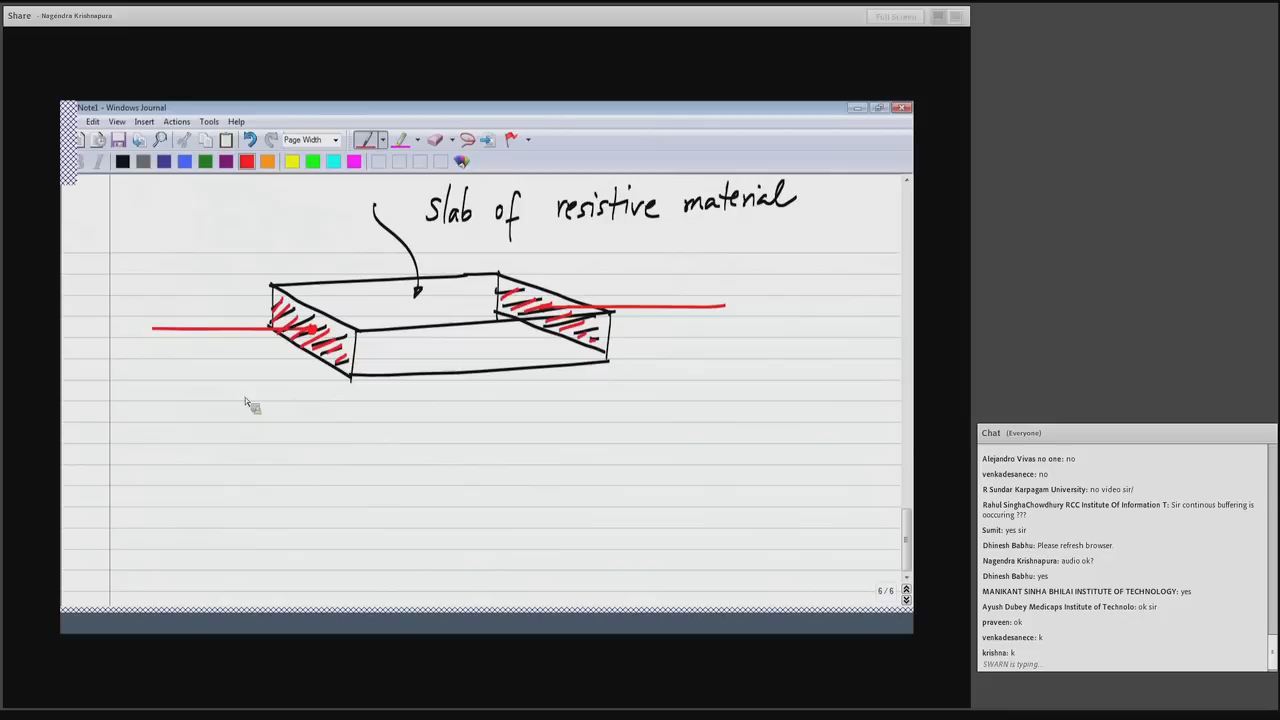 Share - Nagendra Krishnapura
Full Screen
Note1 - Windows Journal
Edit View Insert Actions Tools Help
Page Width
Slab of resistive material
6 / 6
Chat (Everyone)
Alejandro Vivas no one: no
venkadesanece: no
R Sundar Karpagam University: no video sir/
Rahul SinghaChowdhury RCC Institute Of Information T: Sir continous buffering is
ooccuring ???
Sumit: yes sir
Dhinesh Babhu: Please refresh browser.
Nagendra Krishnapura: audio ok?
Dhinesh Babhu: yes
MANIKANT SINHA BHILAI INSTITUTE OF TECHNOLOGY: yes
Ayush Dubey Medicaps Institute of Technolo: ok sir
praveen: ok
venkadesanece: k
krishna: k
SWARN is typing...